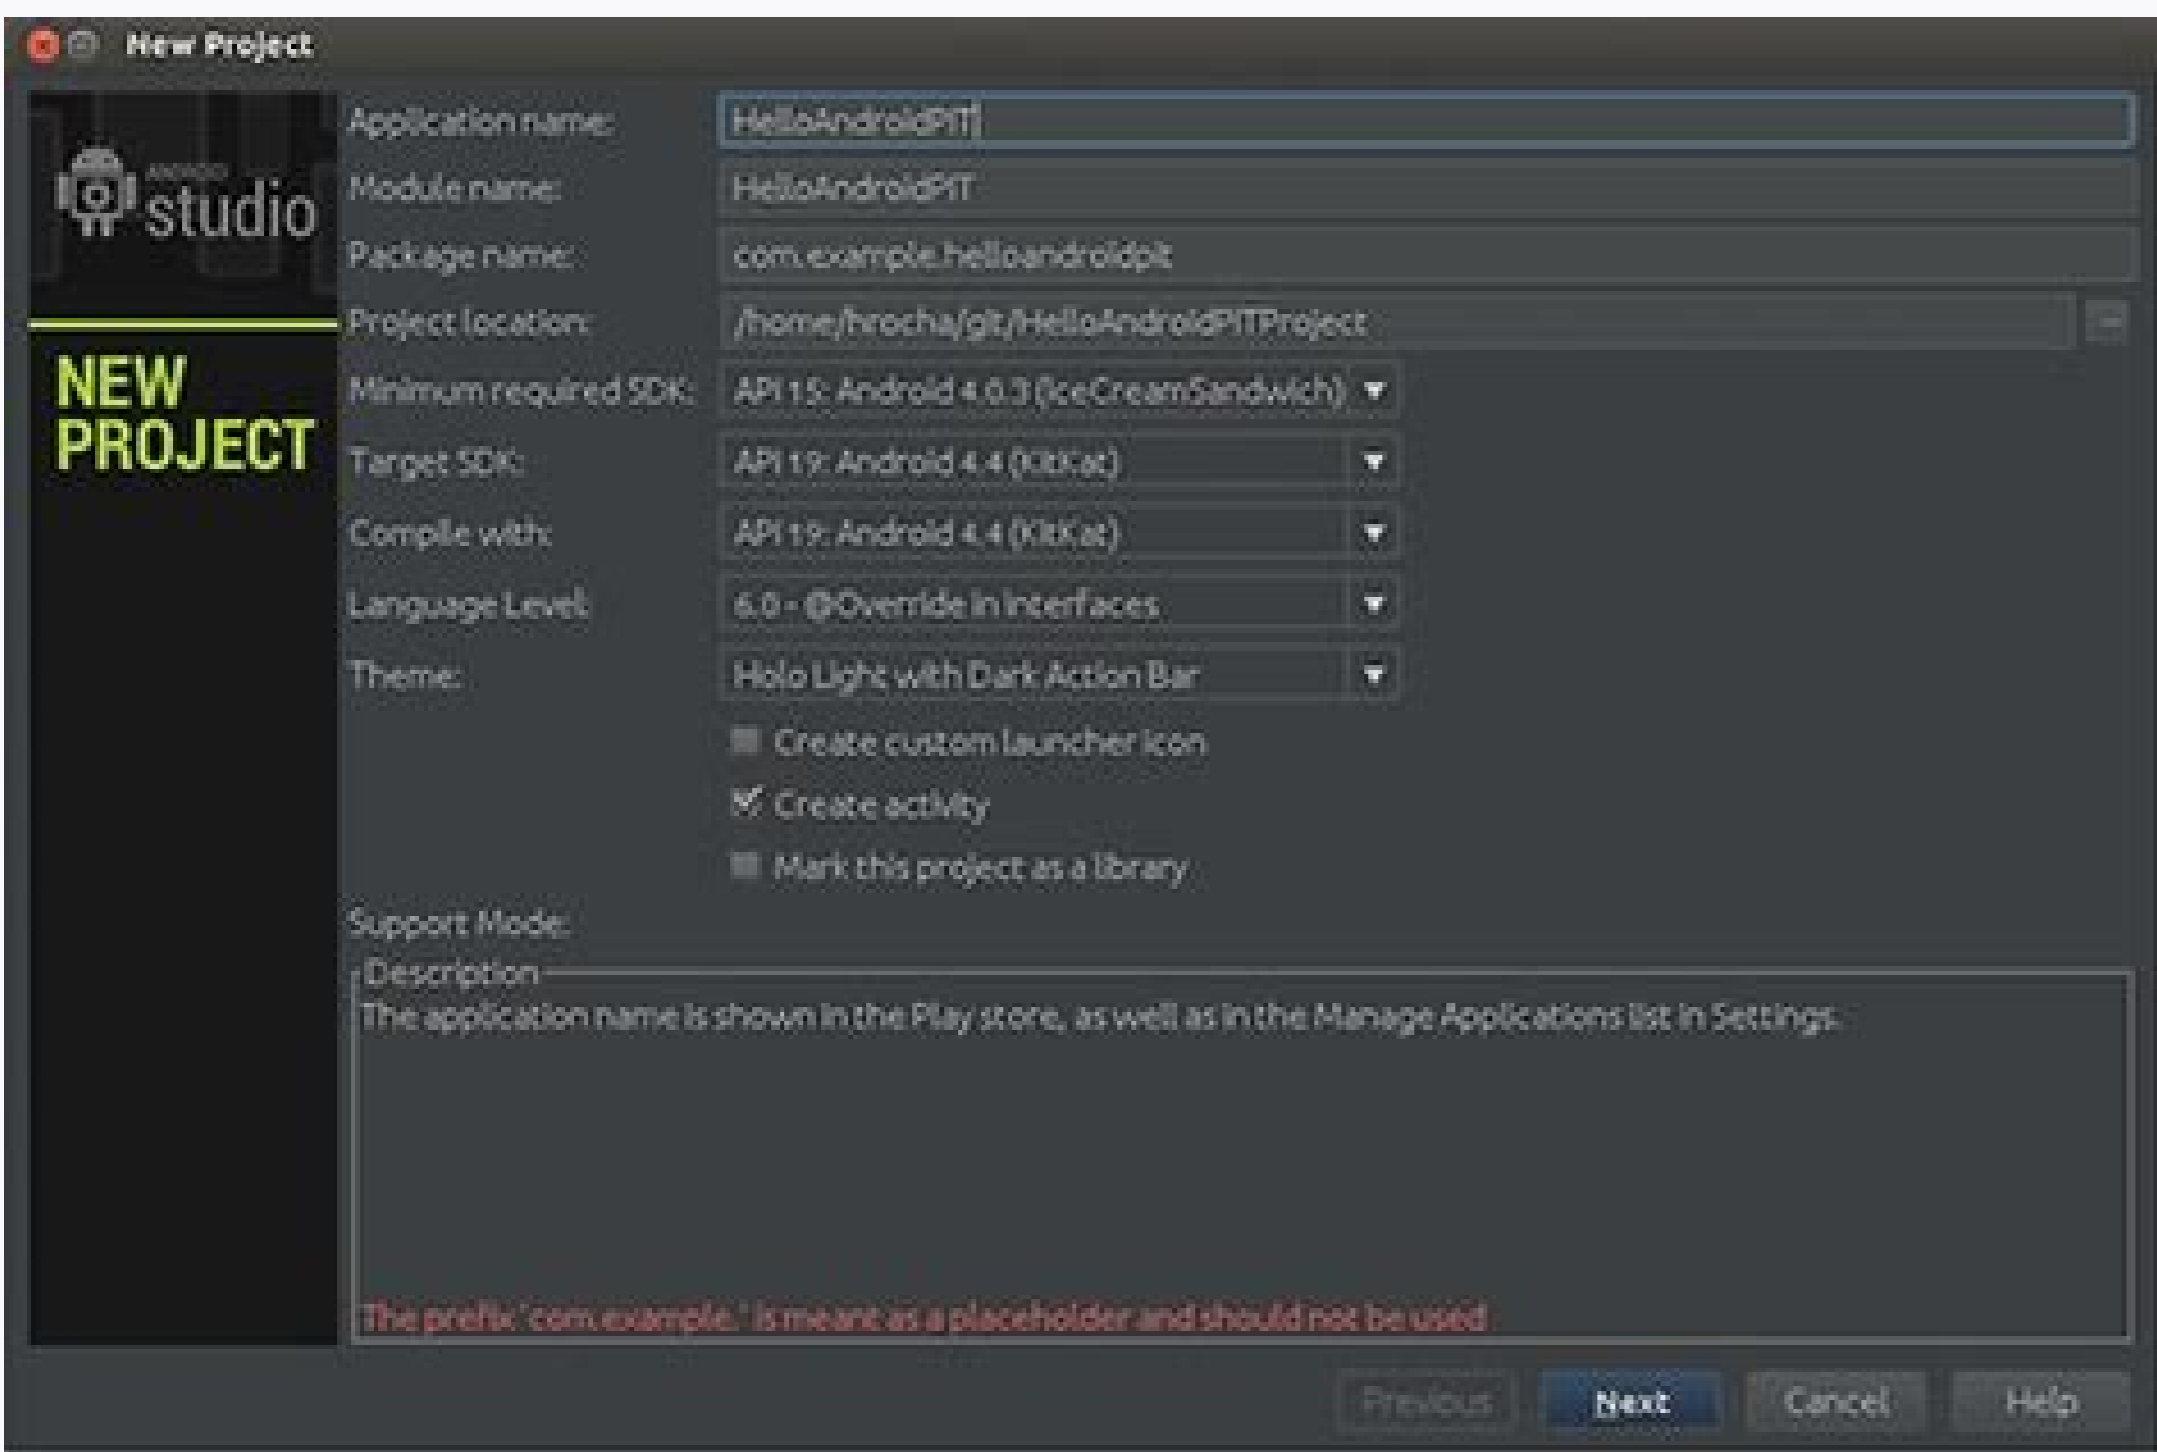 New Project
ANDROID
studio
NEW
PROJECT
Application name: HelloAndroidPIT
Module name: HelloAndroidPIT
Package name: com.example.helloandroidpit
Project location: /home/hrocha/git/HelloAndroidPITProject
Minimum required SDK: API 15: Android 4.0.3 (IceCreamSandwich)
Target SDK: API 19: Android 4.4 (KitKat)
Compile with: API 19: Android 4.4 (KitKat)
Language Level: 6.0 - @Override in interfaces
Theme: Holo Light with Dark Action Bar
Create custom launcher icon
Create activity
Mark this project as a library
Support Mode:
Description
The application name is shown in the Play store, as well as in the Manage Applications list in Settings.
The prefix 'com.example.' is meant as a placeholder and should not be used
Previous Next Cancel Help